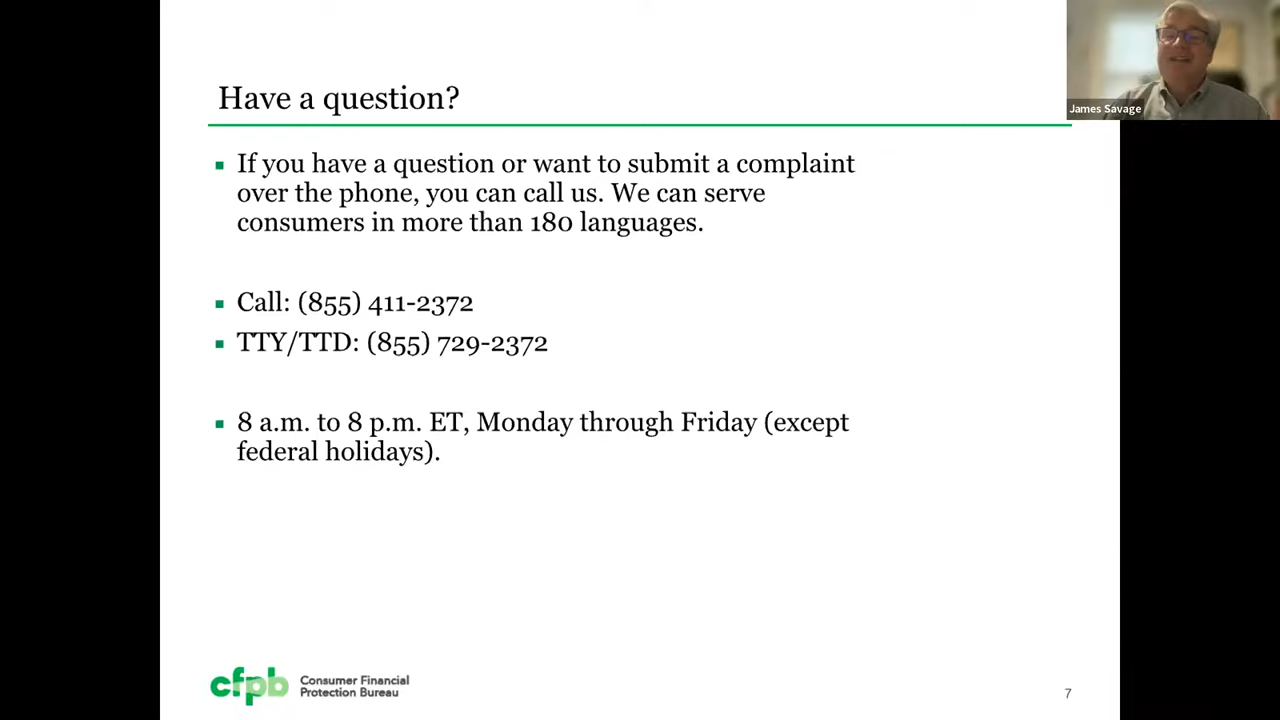 James Savage
Have a question?
If you have a question or want to submit a complaint
over the phone, you can call us. We can serve
consumers in more than 180 languages.
Call: (855) 411-2372
TTY/TTD: (855) 729-2372
8 a.m. to 8 p.m. ET, Monday through Friday (except
federal holidays).
cfpb
Consumer Financial
Protection Bureau
7